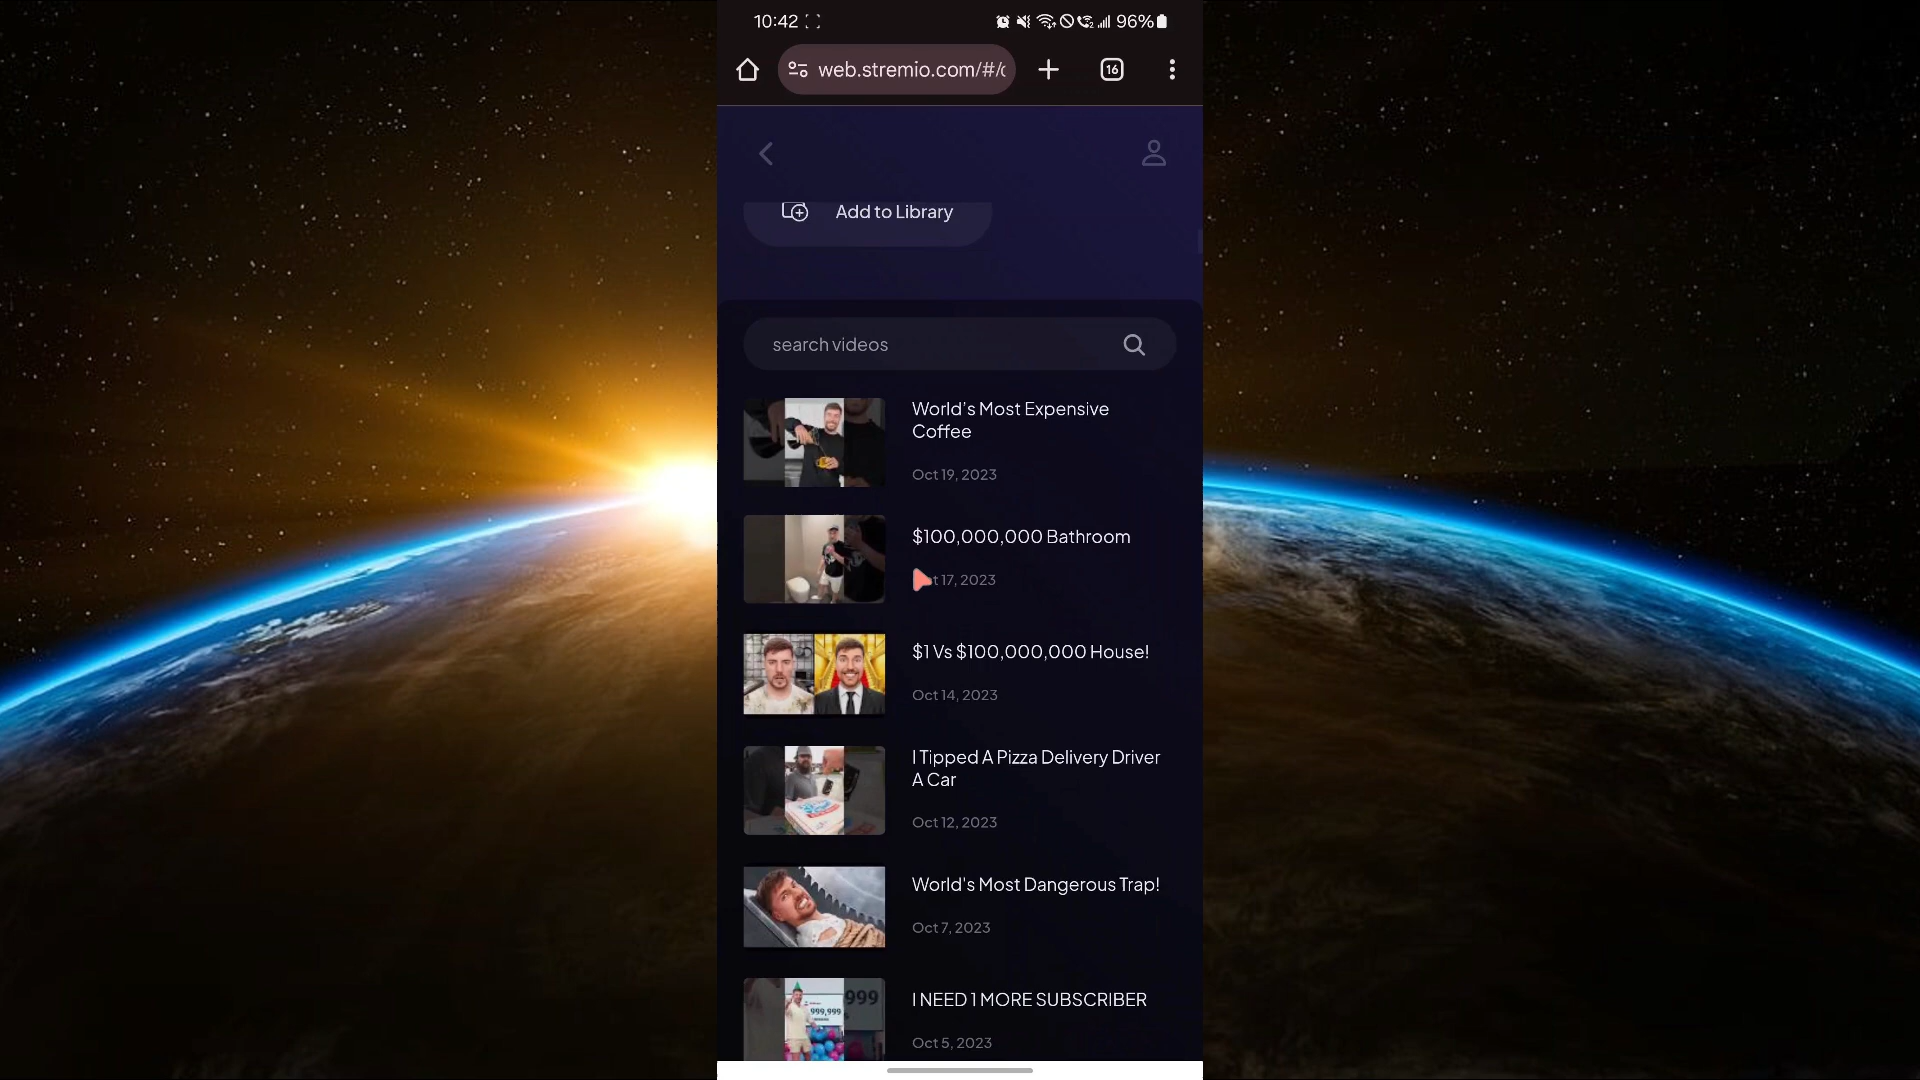 10:42
96%
web.stremio.com/#/
16
Add to Library
search videos
World's Most Expensive
Coffee
Oct 19, 2023
$100,000,000 Bathroom
t 17, 2023
$1 Vs $100,000,000 House!
Oct 14, 2023
I Tipped A Pizza Delivery Driver
A Car
Oct 12, 2023
World's Most Dangerous Trap!
Oct 7, 2023
999
999,999
I NEED 1 MORE SUBSCRIBER
Oct 5, 2023